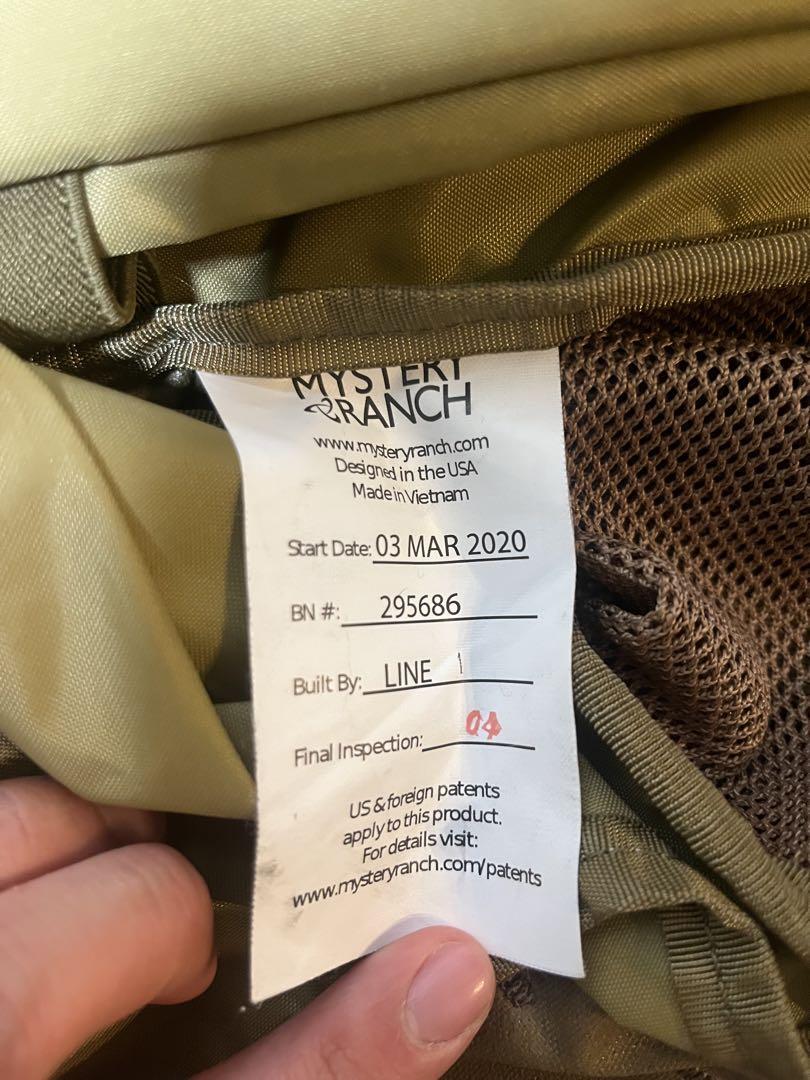 MYSTERY
RANCH
www.mysteryranch.com
Designed in the USA
Made in Vietnam
Start Date: 03 MAR 2020
BN #: 295686
Built By: LINE 1
Final Inspection: 04
US & foreign patents
apply to this product.
For details visit:
www.mysteryranch.com/patents